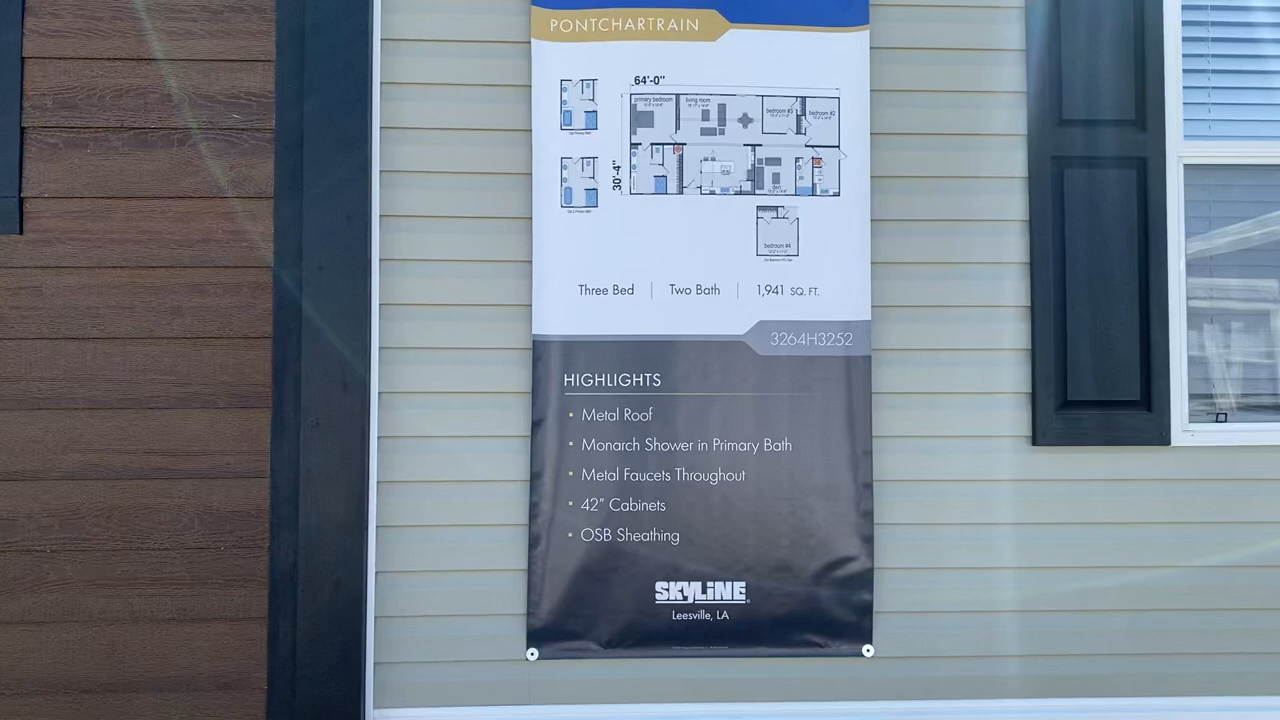 PONTCHARTRAIN
64'-0"
primary bedroom
living room
bedroom #3
bedroom #2
30'-4"
den
bedroom #4
Three Bed | Two Bath | 1,941 SQ. FT.
3264H3252
HIGHLIGHTS
▪ Metal Roof
▪ Monarch Shower in Primary Bath
▪ Metal Faucets Throughout
▪ 42" Cabinets
▪ OSB Sheathing
SKYLINE
Leesville, LA